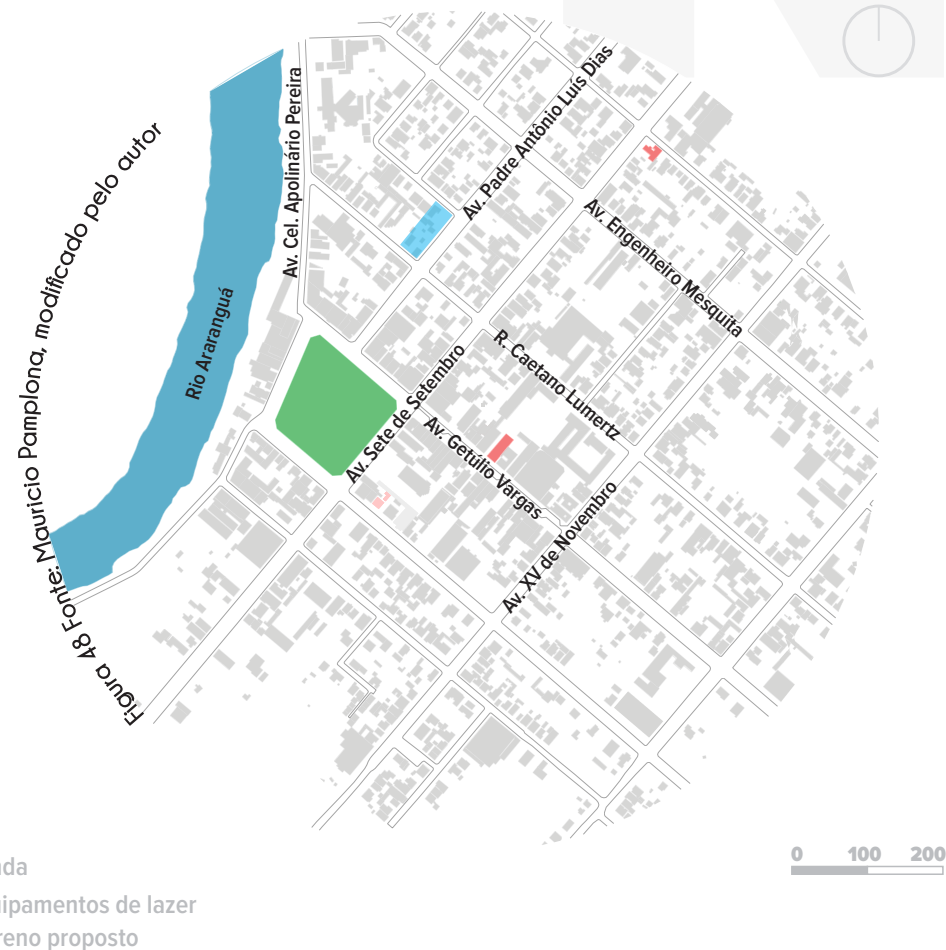 Av. Padre Antônio Luís Dias
Av. Cel. Apolinário Pereira
Av. Engenheiro Mesquita
Rio Araranguá
R. Caetano Lumertz
Av. Sete de Setembro
Av. Getúlio Vargas
Av. XV de Novembro
Figura 48 Fonte: Mauricio Pamplona, modificado pelo autor
0 100 200
uipamentos de lazer
reno proposto